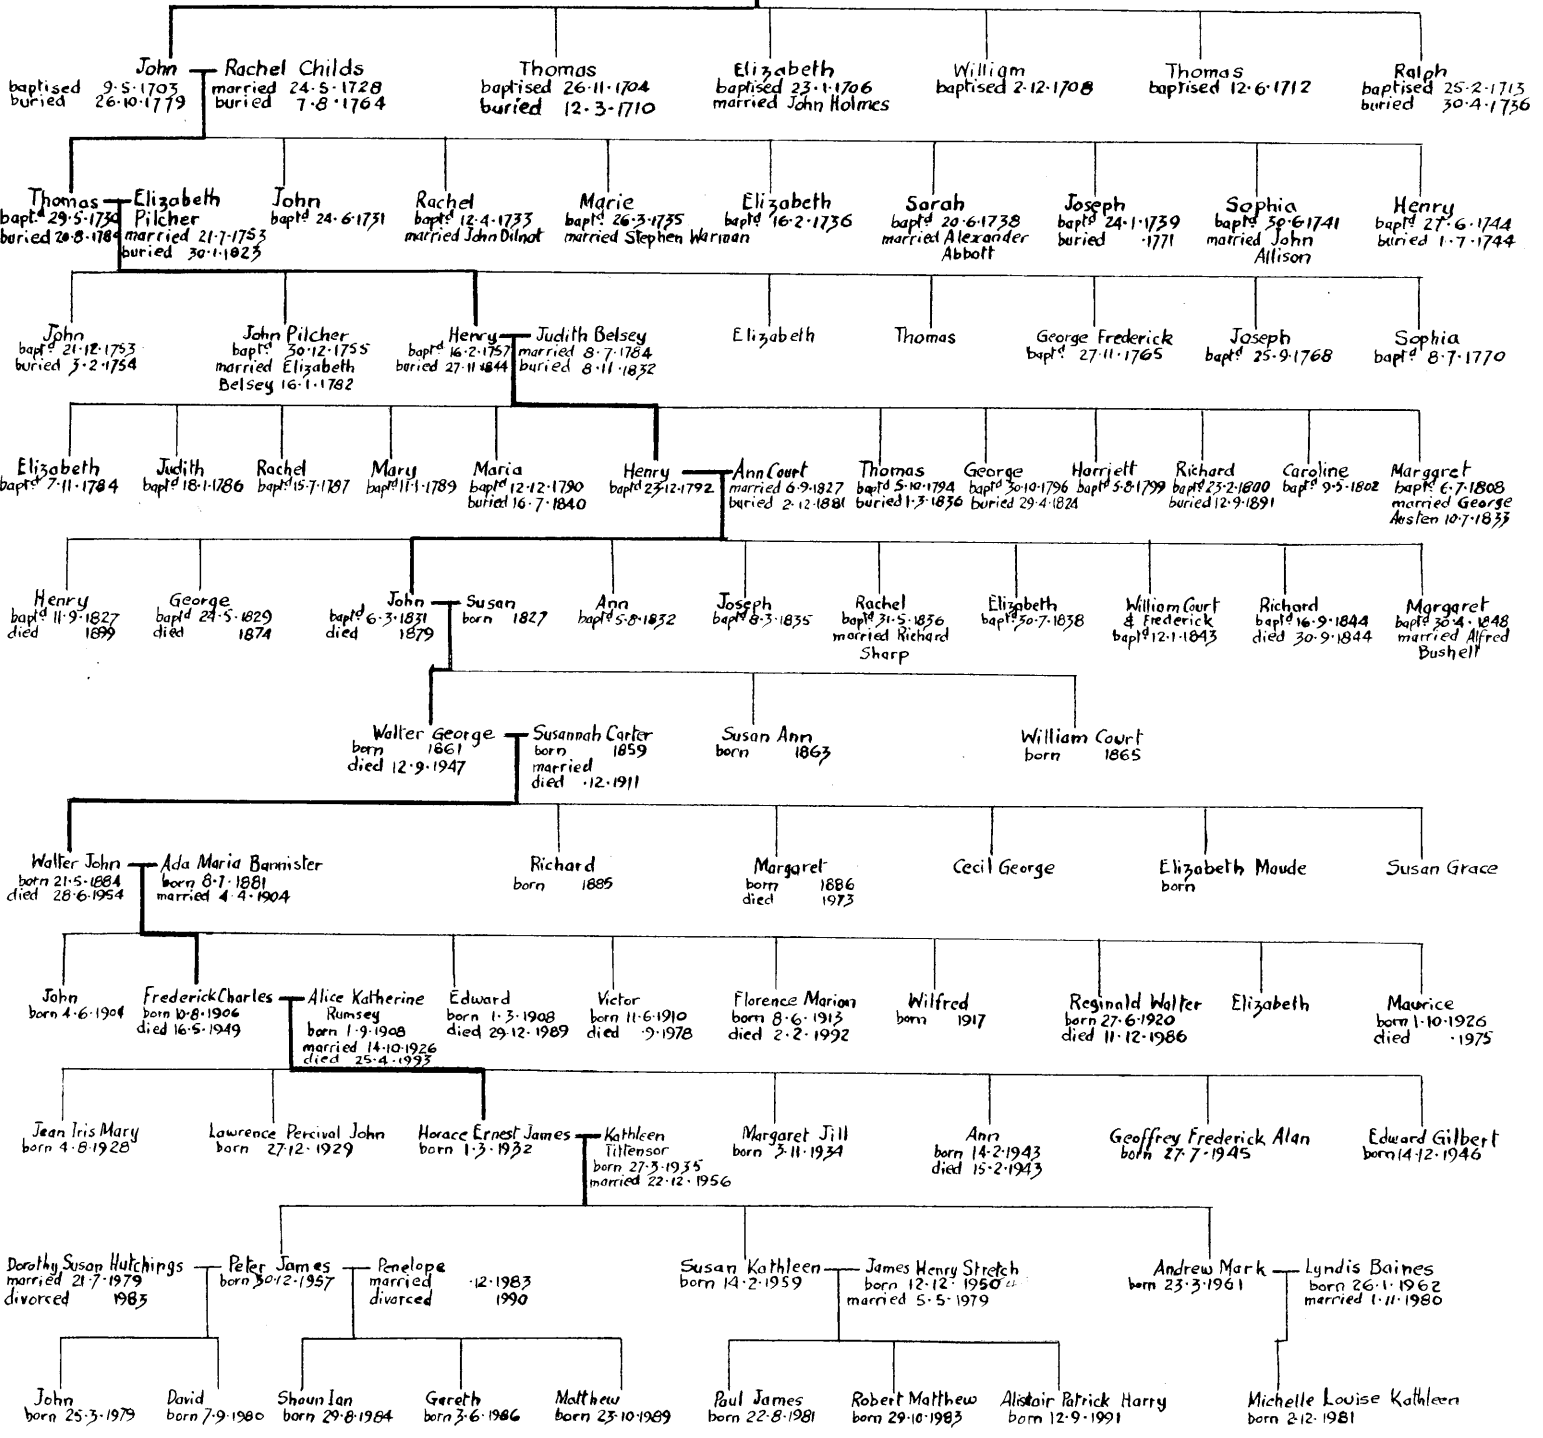 John
baptised 9·5·1703
buried 26·10·1779
Rachel Childs
married 24·5·1728
buried 7·8·1764
Thomas
baptised 26·11·1704
buried 12·3·1710
Elizabeth
baptised 23·1·1706
married John Holmes
William
baptised 2·12·1708
Thomas
baptised 12·6·1712
Ralph
baptised 25·2·1713
buried 30·4·1736
Thomas
baptd 29·5·1730
buried 20·8·1784
Elizabeth
Pilcher
married 21·7·1753
buried 30·1·1823
John
baptd 24·6·1731
Rachel
baptd 12·4·1733
married John Dilnot
Marie
baptd 26·3·1735
married Stephen Warman
Elizabeth
baptd 16·2·1736
Sarah
baptd 20·6·1738
married Alexander
Abbott
Joseph
baptd 24·1·1739
buried ·1771
Sophia
baptd 30·6·1741
married John
Allison
Henry
baptd 27·6·1744
buried 1·7·1744
John
baptd 21·12·1753
buried 3·2·1754
John Pilcher
baptd 30·12·1755
married Elizabeth
Belsey 16·1·1782
Henry
baptd 16·2·1757
buried 27·11·1844
Judith Belsey
married 8·7·1784
buried 8·11·1832
Elizabeth
Thomas
George Frederick
baptd 27·11·1765
Joseph
baptd 25·9·1768
Sophia
baptd 8·7·1770
Elizabeth
baptd 7·11·1784
Judith
baptd 18·1·1786
Rachel
baptd 15·7·1787
Mary
baptd 11·1·1789
Maria
baptd 12·12·1790
buried 16·7·1840
Henry
baptd 23·12·1792
Ann Court
married 6·9·1827
buried 2·12·1881
Thomas
baptd 5·10·1794
buried 1·3·1836
George
baptd 30·10·1796
buried 29·4·1824
Harriett
baptd 5·8·1799
Richard
baptd 23·2·1800
buried 12·9·1891
Caroline
baptd 9·5·1802
Margaret
baptd 6·7·1808
married George
Austen 10·7·1833
Henry
baptd 11·9·1827
died 1899
George
baptd 24·5·1829
died 1874
John
baptd 6·3·1831
died 1879
Susan
born 1827
Ann
baptd 5·8·1832
Joseph
baptd 8·3·1835
Rachel
baptd 31·5·1836
married Richard
Sharp
Elizabeth
baptd 30·7·1838
William Court
& Frederick
baptd 12·1·1843
Richard
baptd 16·9·1844
died 30·9·1844
Margaret
baptd 30·4·1848
married Alfred
Bushell
Walter George
born 1861
died 12·9·1947
Susannah Carter
born 1859
married
died ·12·1911
Susan Ann
born 1863
William Court
born 1865
Walter John
born 21·5·1884
died 28·6·1954
Ada Maria Bannister
born 8·7·1881
married 4·4·1904
Richard
born 1885
Margaret
born 1886
died 1973
Cecil George
Elizabeth Maude
born
Susan Grace
John
born 4·6·1904
Frederick Charles
born 10·8·1906
died 16·5·1949
Alice Katherine
Rumsey
born 1·9·1908
married 14·10·1926
died 25·4·1993
Edward
born 1·3·1908
died 29·12·1989
Victor
born 11·6·1910
died ·9·1978
Florence Marion
born 8·6·1913
died 2·2·1992
Wilfred
born 1917
Reginald Walter
born 27·6·1920
died 11·12·1986
Elizabeth
Maurice
born 1·10·1926
died ·1975
Jean Iris Mary
born 4·8·1928
Lawrence Percival John
born 27·12·1929
Horace Ernest James
born 1·3·1932
Kathleen
Tittensor
born 27·3·1935
married 22·12·1956
Margaret Jill
born 3·11·1934
Ann
born 14·2·1943
died 15·2·1943
Geoffrey Frederick Alan
born 27·7·1945
Edward Gilbert
born 14·12·1946
Dorothy Susan Hutchings
married 21·7·1979
divorced 1983
Peter James
born 30·12·1957
Penelope
married ·12·1983
divorced 1990
Susan Kathleen
born 14·2·1959
James Henry Stretch
born 12·12·1950
married 5·5·1979
Andrew Mark
born 23·3·1961
Lyndis Baines
born 26·1·1962
married 1·11·1980
John
born 25·3·1979
David
born 7·9·1980
Shaun Ian
born 29·8·1984
Gareth
born 3·6·1986
Matthew
born 23·10·1989
Paul James
born 22·8·1981
Robert Matthew
born 29·10·1983
Alistair Patrick Harry
born 12·9·1991
Michelle Louise Kathleen
born 2·12·1981